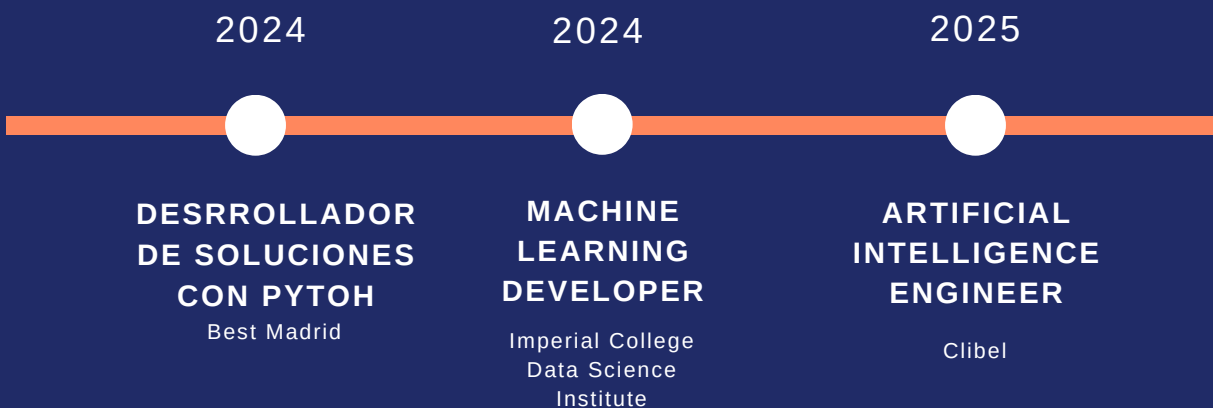 2024
DESRROLLADOR
DE SOLUCIONES
CON PYTOH
Best Madrid
2024
MACHINE
LEARNING
DEVELOPER
Imperial College
Data Science
Institute
2025
ARTIFICIAL
INTELLIGENCE
ENGINEER
Clibel